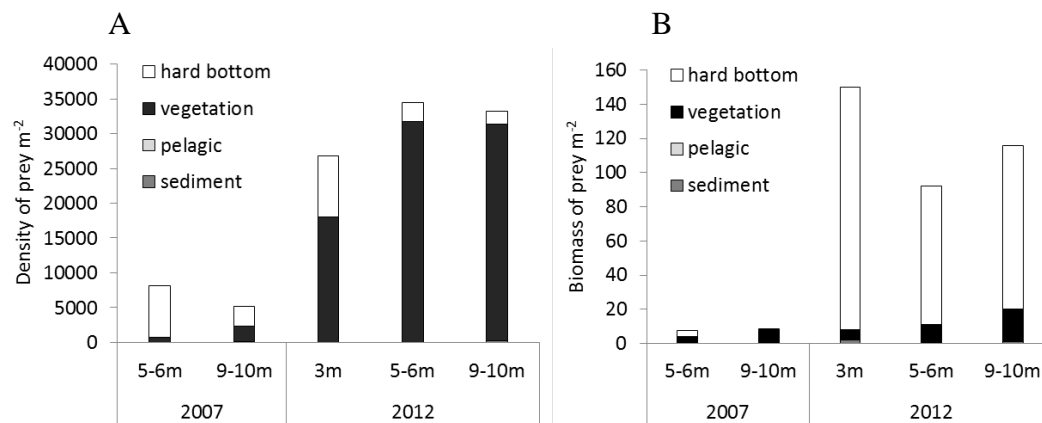 A
Density of prey m-2
40000
35000
30000
25000
20000
15000
10000
5000
0
hard bottom
vegetation
pelagic
sediment
5-6m 9-10m 3m 5-6m 9-10m
2007 2012
B
Biomass of prey m-2
160
140
120
100
80
60
40
20
0
hard bottom
vegetation
pelagic
sediment
5-6m 9-10m 3m 5-6m 9-10m
2007 2012